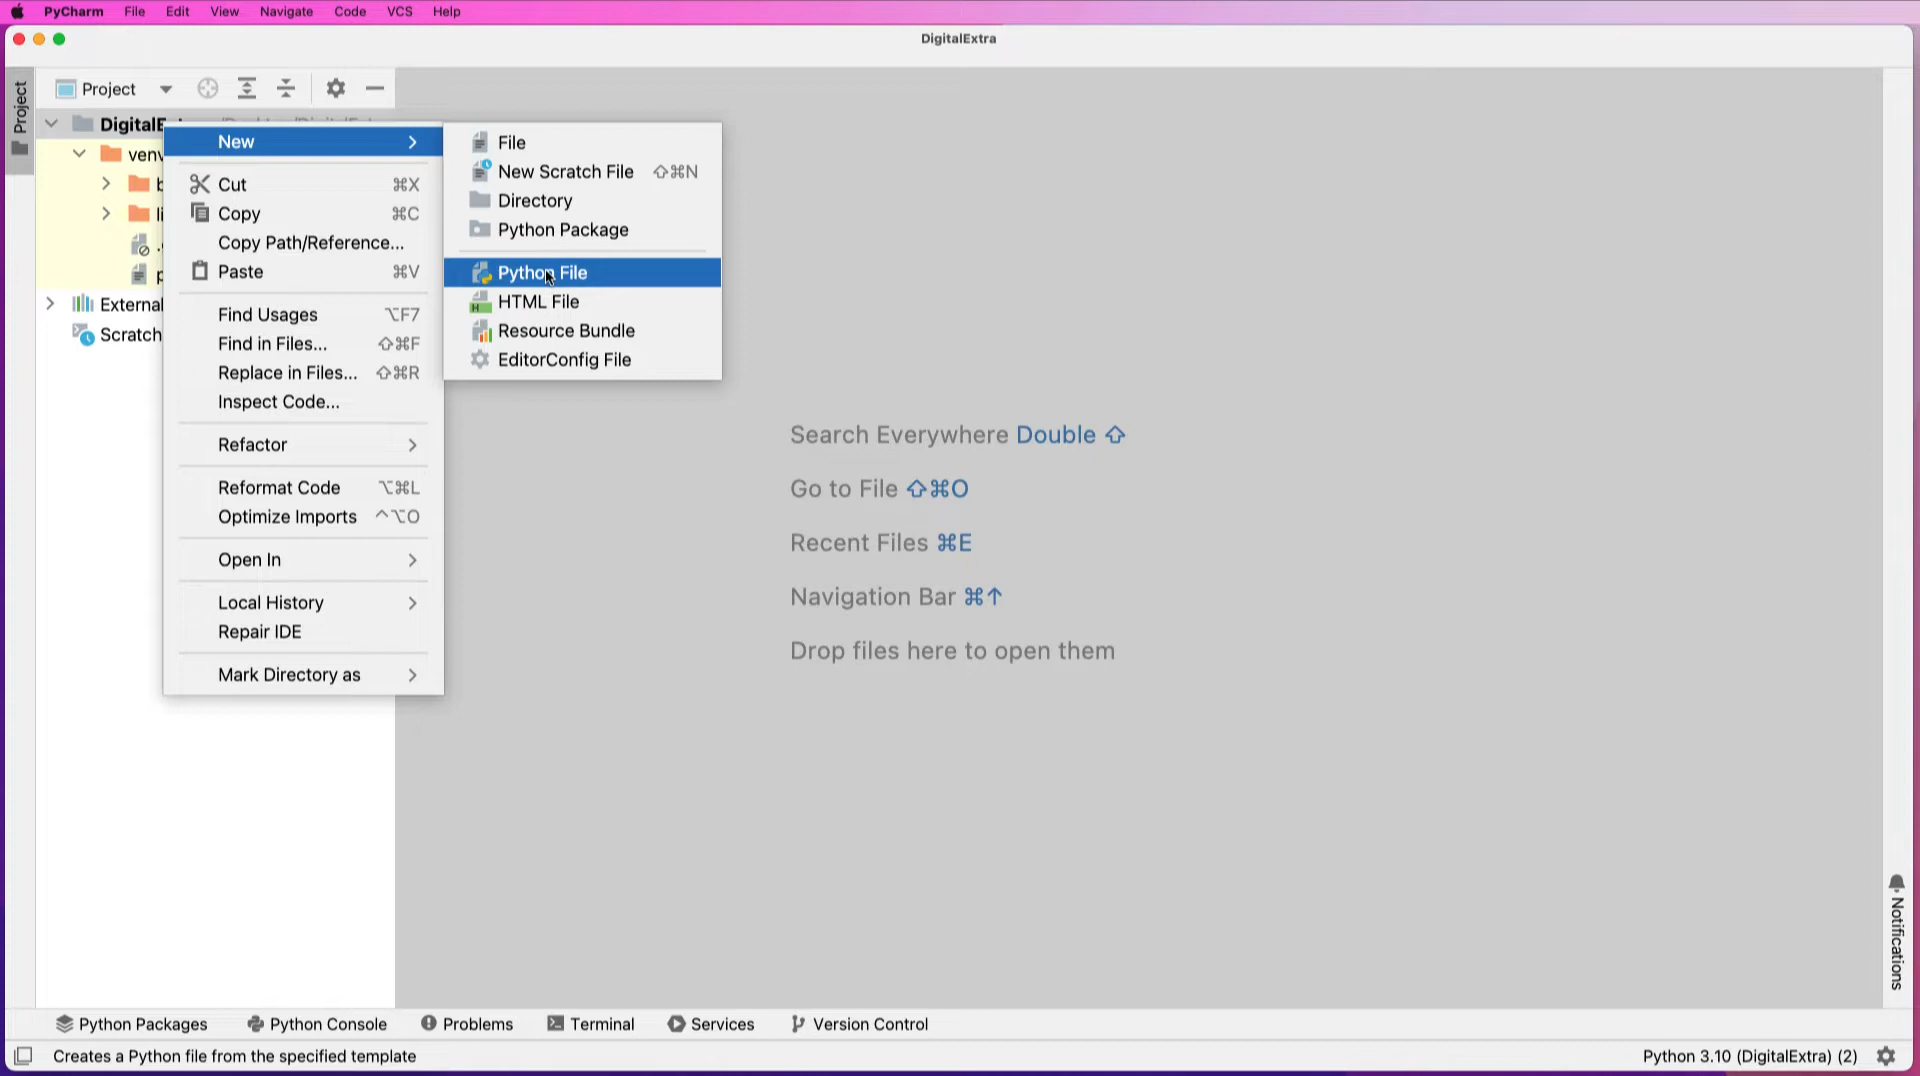 PyCharm File Edit View Navigate Code VCS Help
DigitalExtra
Project
Project
DigitalE
venv
b
li
p
External
Scratch
New
Cut ⌘X
Copy ⌘C
Copy Path/Reference...
Paste ⌘V
Find Usages ⌥F7
Find in Files... ⇧⌘F
Replace in Files... ⇧⌘R
Inspect Code...
Refactor
Reformat Code ⌥⌘L
Optimize Imports ^⌥O
Open In
Local History
Repair IDE
Mark Directory as
File
New Scratch File ⇧⌘N
Directory
Python Package
Python File
HTML File
Resource Bundle
EditorConfig File
Search Everywhere Double ⇧
Go to File ⇧⌘O
Recent Files ⌘E
Navigation Bar ⌘↑
Drop files here to open them
Notifications
Python Packages Python Console Problems Terminal Services Version Control
Creates a Python file from the specified template
Python 3.10 (DigitalExtra) (2)